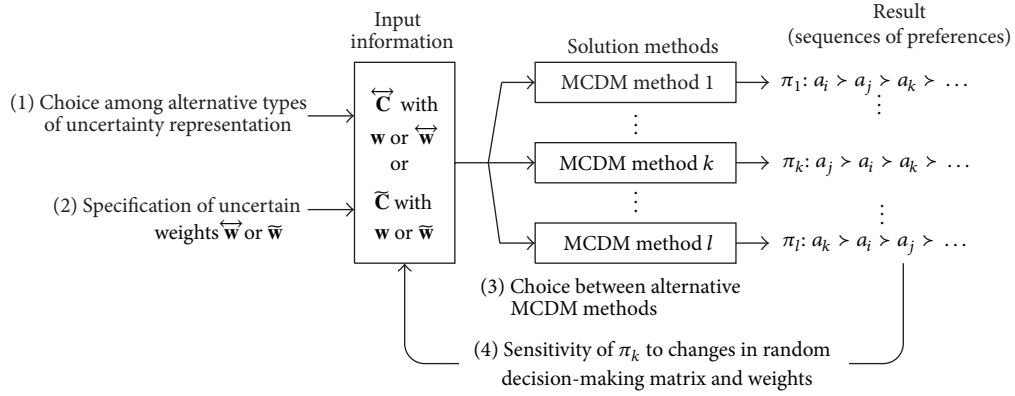 Input
information
Solution methods
Result
(sequences of preferences)
(1) Choice among alternative types
of uncertainty representation
(2) Specification of uncertain
weights w⃡ or w̃
C⃡ with
w or w⃡
or
C̃ with
w or w̃
MCDM method 1
⋮
MCDM method k
⋮
MCDM method l
π₁: aᵢ ≻ aⱼ ≻ aₖ ≻ …
⋮
πₖ: aⱼ ≻ aᵢ ≻ aₖ ≻ …
⋮
πₗ: aₖ ≻ aᵢ ≻ aⱼ ≻ …
(3) Choice between alternative
MCDM methods
(4) Sensitivity of πₖ to changes in random
decision-making matrix and weights